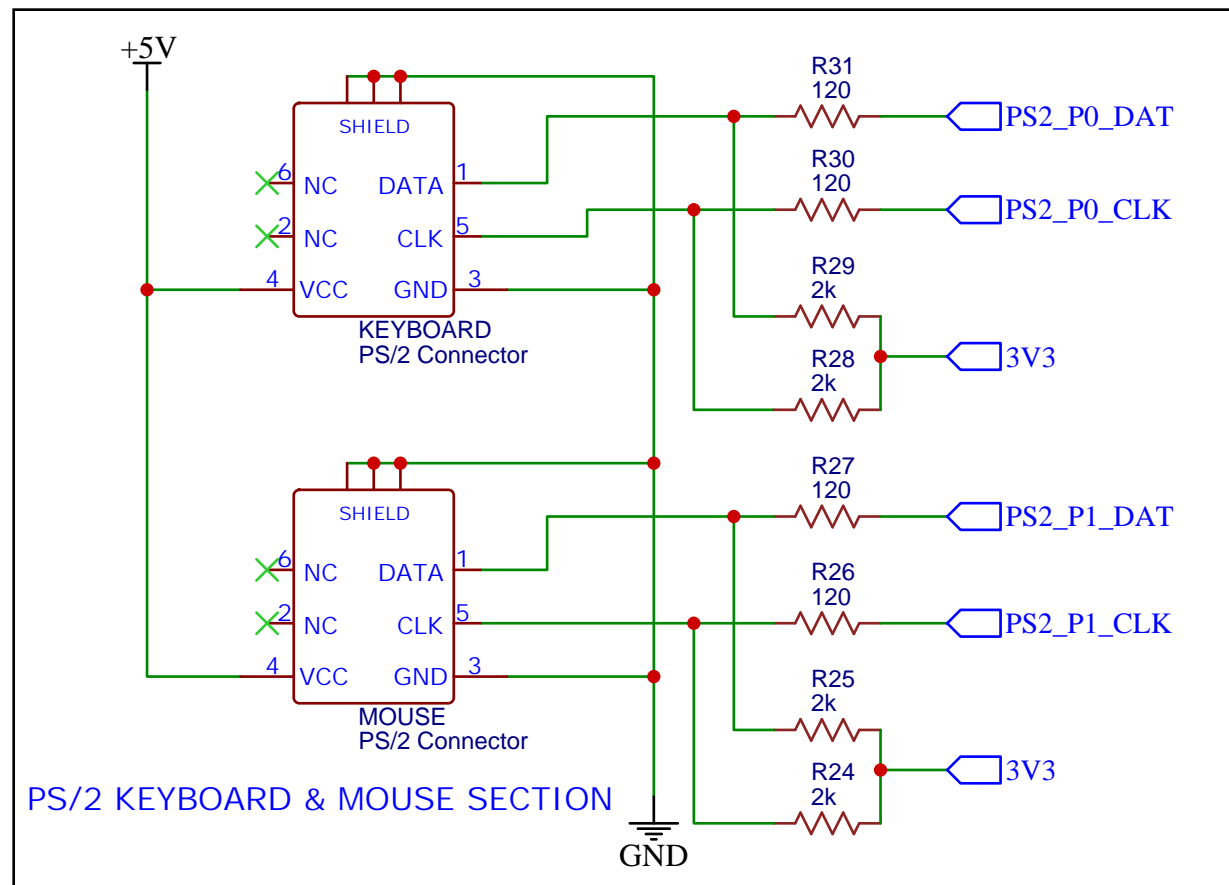 +5V
SHIELD
6
NC
DATA
1
2
NC
CLK
5
4
VCC
GND
3
KEYBOARD
PS/2 Connector
R31
120
PS2_P0_DAT
R30
120
PS2_P0_CLK
R29
2k
R28
2k
3V3
SHIELD
6
NC
DATA
1
2
NC
CLK
5
4
VCC
GND
3
MOUSE
PS/2 Connector
R27
120
PS2_P1_DAT
R26
120
PS2_P1_CLK
R25
2k
R24
2k
3V3
PS/2 KEYBOARD & MOUSE SECTION
GND